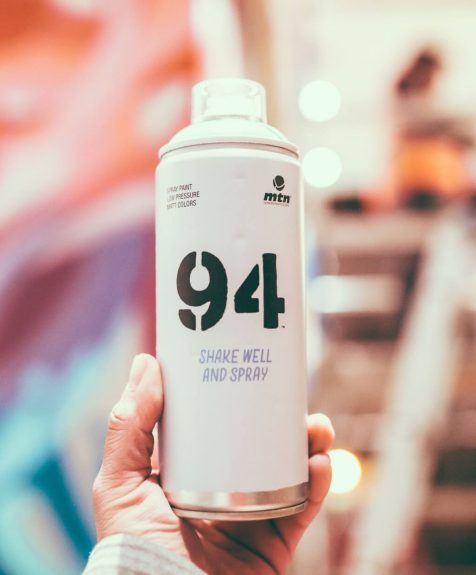 SPRAY PAINT
LOW PRESSURE
MATT COLORS
mtn
94
SHAKE WELL
AND SPRAY